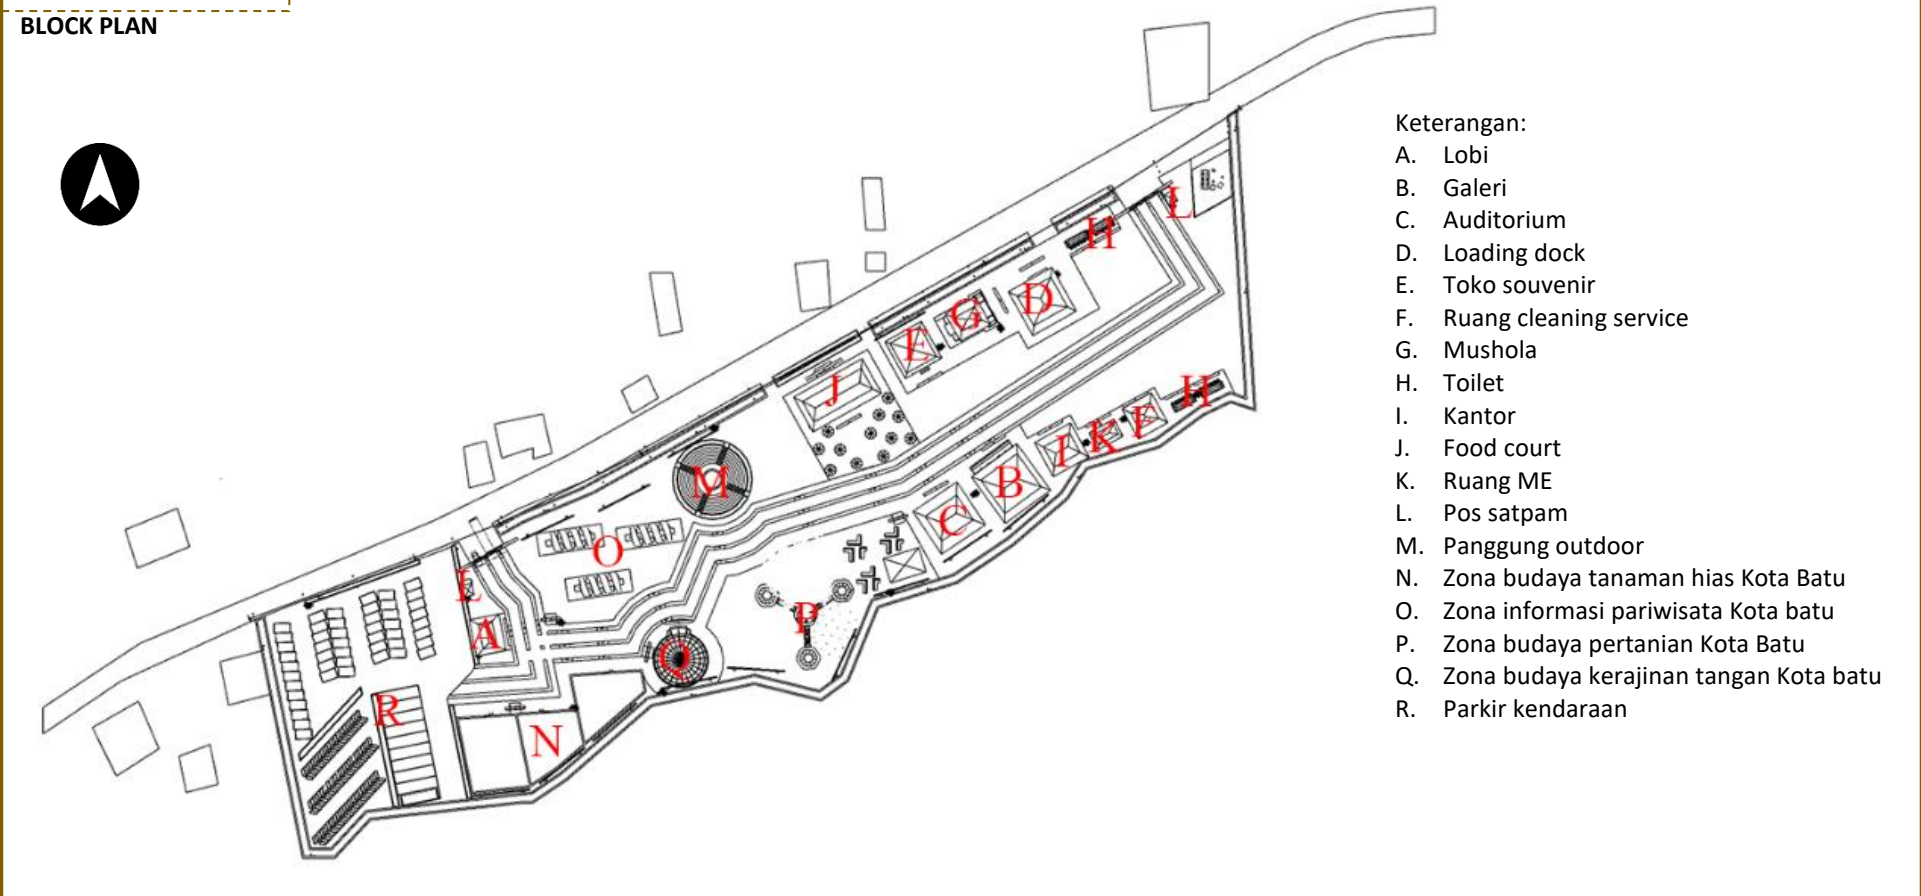 BLOCK PLAN
Keterangan:
A. Lobi
B. Galeri
C. Auditorium
D. Loading dock
E. Toko souvenir
F. Ruang cleaning service
G. Mushola
H. Toilet
I. Kantor
J. Food court
K. Ruang ME
L. Pos satpam
M. Panggung outdoor
N. Zona budaya tanaman hias Kota Batu
O. Zona informasi pariwisata Kota batu
P. Zona budaya pertanian Kota Batu
Q. Zona budaya kerajinan tangan Kota batu
R. Parkir kendaraan
L
H
D
G
E
J
H
F
K
I
B
C
M
O
L
A
P
Q
R
N